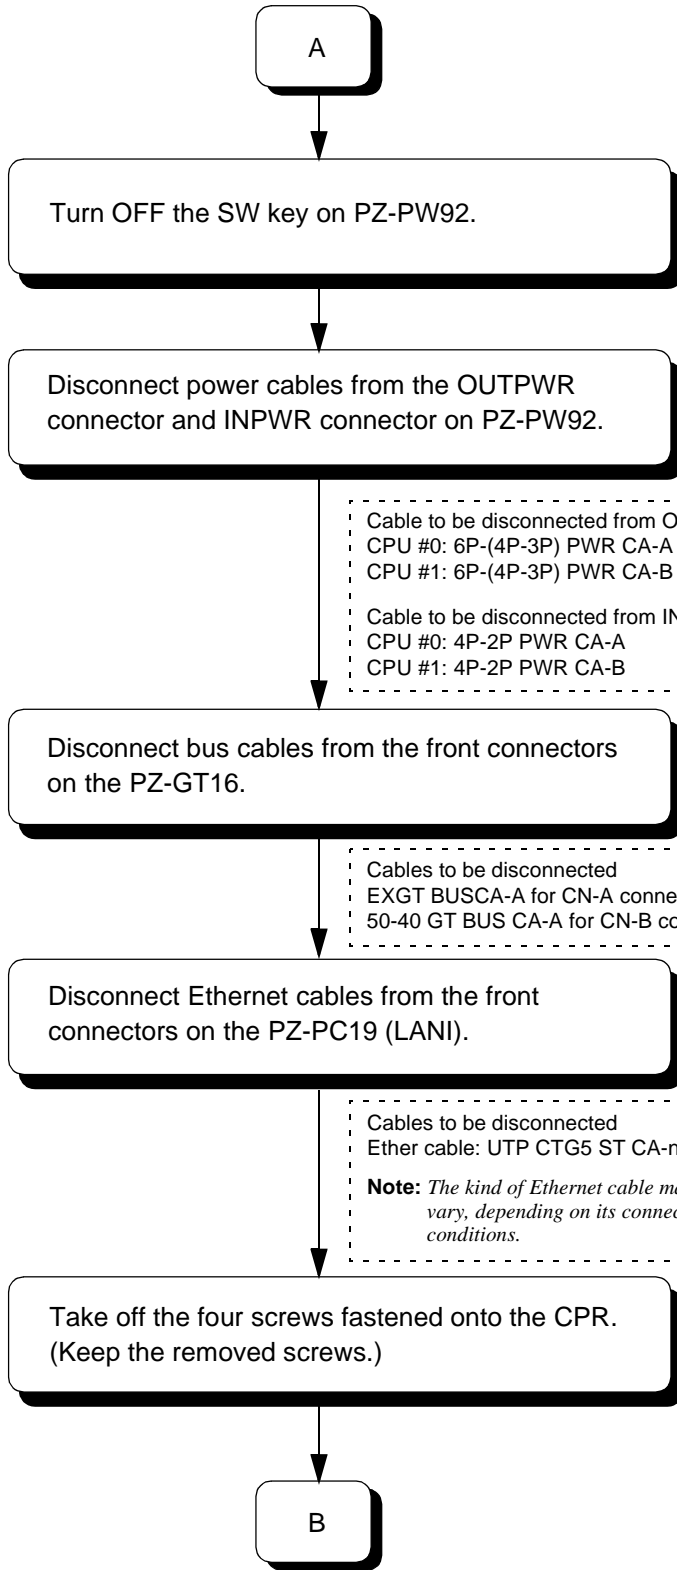 A
Turn OFF the SW key on PZ-PW92.
Disconnect power cables from the OUTPWR
connector and INPWR connector on PZ-PW92.
Cable to be disconnected from
CPU #0: 6P-(4P-3P) PWR CA-A
CPU #1: 6P-(4P-3P) PWR CA-B
Cable to be disconnected from
CPU #0: 4P-2P PWR CA-A
CPU #1: 4P-2P PWR CA-B
Disconnect bus cables from the front connectors
on the PZ-GT16.
Cables to be disconnected
EXGT BUSCA-A for CN-A
50-40 GT BUS CA-A for CN-B
Disconnect Ethernet cables from the front
connectors on the PZ-PC19 (LANI).
Cables to be disconnected
Ether cable: UTP CTG5 ST
Note: The kind of Ethernet cable
vary, depending on its
conditions.
Take off the four screws fastened onto the CPR.
(Keep the removed screws.)
B